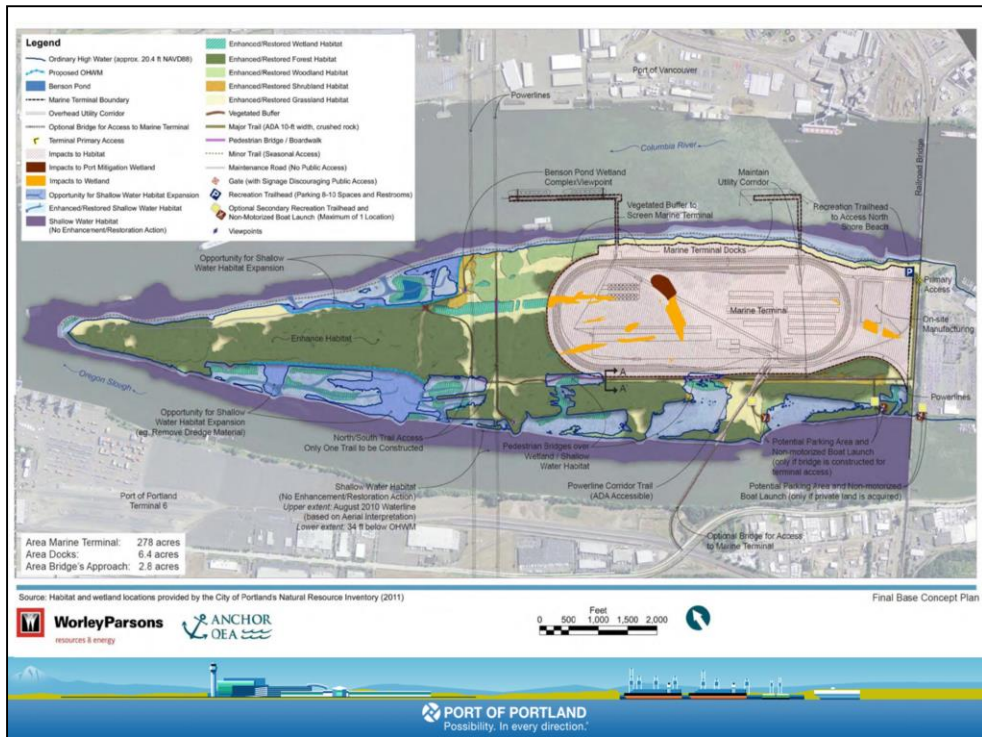 Legend
Ordinary High Water (approx. 20.4 ft NAVD88)
Proposed OHWM
Benson Pond
Marine Terminal Boundary
Overhead Utility Corridor
Optional Bridge for Access to Marine Terminal
Terminal Primary Access
Impacts to Habitat
Impacts to Port Mitigation Wetland
Impacts to Wetland
Opportunity for Shallow Water Habitat Expansion
Enhanced/Restored Shallow Water Habitat
Shallow Water Habitat
(No Enhancement/Restoration Action)
Enhanced/Restored Wetland Habitat
Enhanced/Restored Forest Habitat
Enhanced/Restored Woodland Habitat
Enhanced/Restored Shrubland Habitat
Enhanced/Restored Grassland Habitat
Vegetated Buffer
Major Trail (ADA 10-ft width, crushed rock)
Pedestrian Bridge / Boardwalk
Minor Trail (Seasonal Access)
Maintenance Road (No Public Access)
Gate (with Signage Discouraging Public Access)
Recreation Trailhead (Parking 8-13 Spaces and Restrooms)
Optional Secondary Recreation Trailhead and
Non-Motorized Boat Launch (Maximum of 1 Location)
Viewpoints
Port of Vancouver
Powerlines
Columbia River
Railroad Bridge
Benson Pond Wetland
Complex Viewpoint
Maintain
Utility Corridor
Vegetated Buffer to
Screen Marine Terminal
Recreation Trailhead
to Access North
Shore Beach
Marine Terminal Docks
Opportunity for Shallow
Water Habitat Expansion
P
Primary
Access
On-site
Manufacturing
Marine Terminal
Enhance Habitat
A
A'
Oregon Slough
Powerlines
Opportunity for Shallow
Water Habitat Expansion
(eg. Remove Dredge Material)
North/South Trail Access
Only One Trail to be Constructed
Pedestrian Bridges over
Wetland / Shallow
Water Habitat
Potential Parking Area and
Non-motorized Boat Launch
(only if bridge is constructed for
terminal access)
Shallow Water Habitat
(No Enhancement/Restoration Action)
Upper extent: August 2010 Waterline
(based on Aerial Interpretation)
Lower extent: 34 ft below OHWM
Powerline Corridor Trail
(ADA Accessible)
Potential Parking Area and Non-motorized
Boat Launch (only if private land is acquired)
Port of Portland
Terminal 6
Optional Bridge for Access
to Marine Terminal
Area Marine Terminal: 278 acres
Area Docks: 6.4 acres
Area Bridge's Approach: 2.8 acres
Source: Habitat and wetland locations provided by the City of Portland's Natural Resource Inventory (2011)
Final Base Concept Plan
WorleyParsons
resources & energy
ANCHOR
QEA
Feet
0 500 1,000 1,500 2,000
PORT OF PORTLAND
Possibility. In every direction.